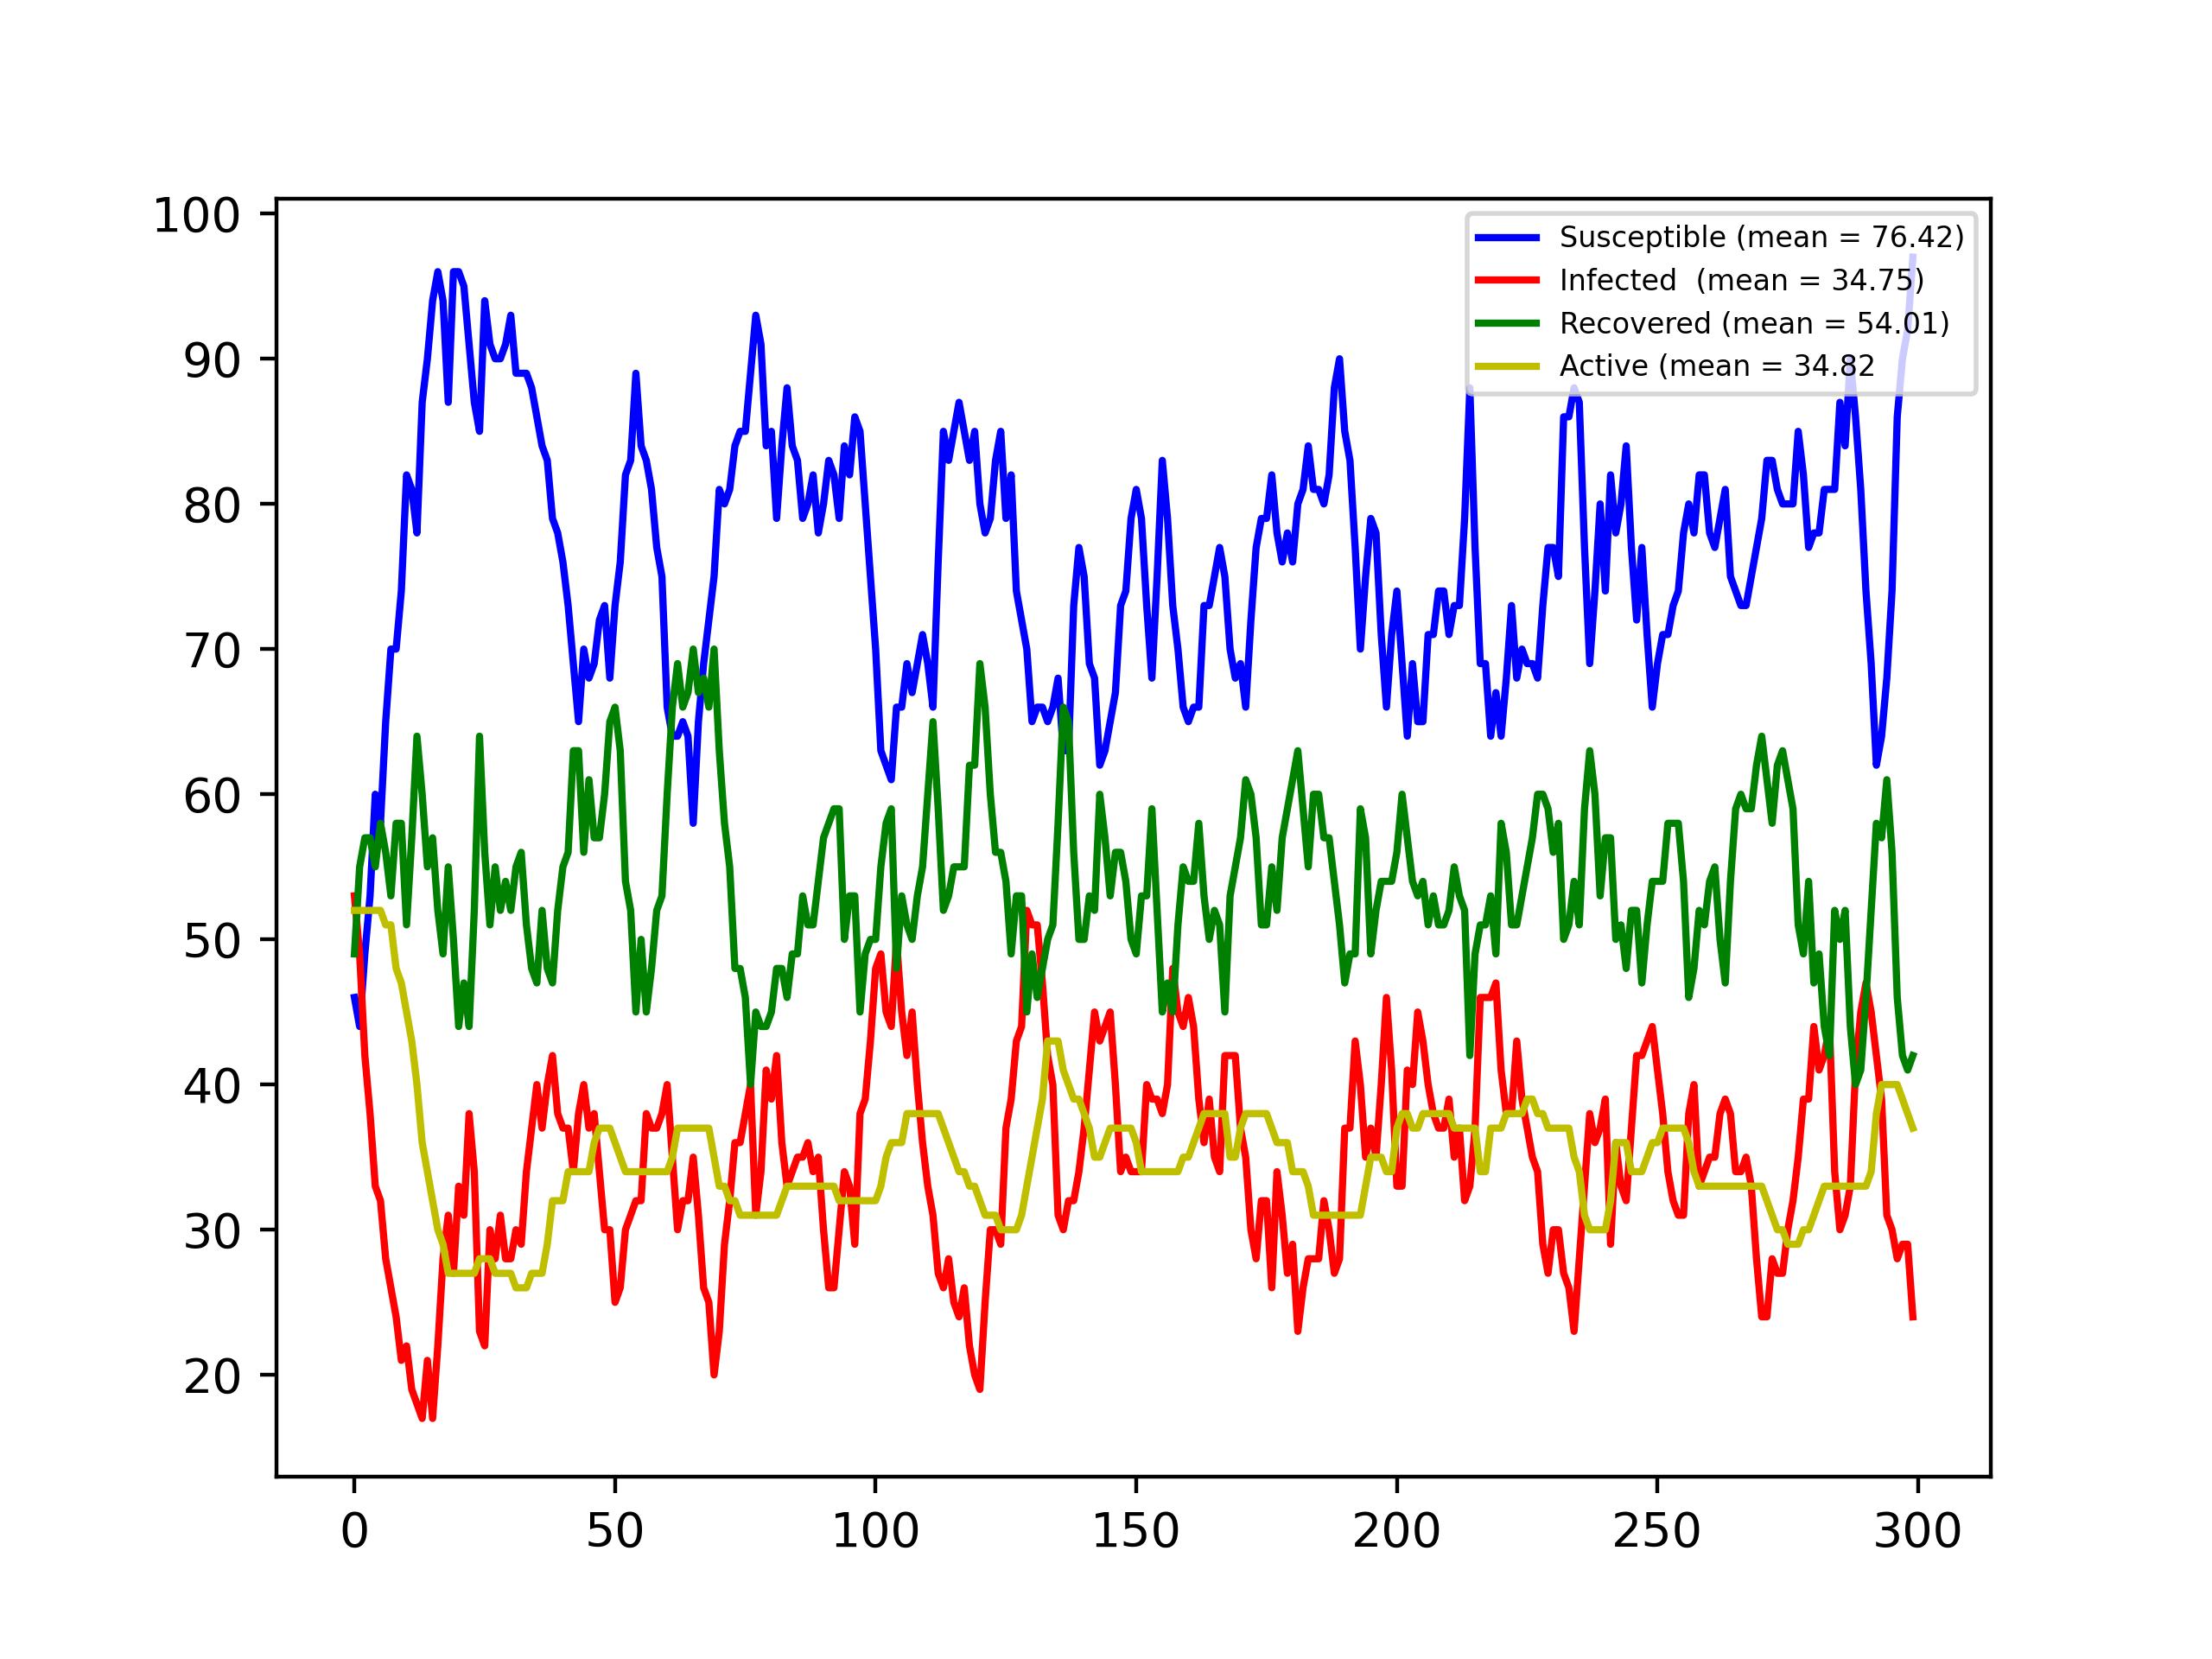 100
90
80
70
60
50
40
30
20
0 50 100 150 200 250 300
Susceptible (mean = 76.42)
Infected  (mean = 34.75)
Recovered (mean = 54.01)
Active (mean = 34.82